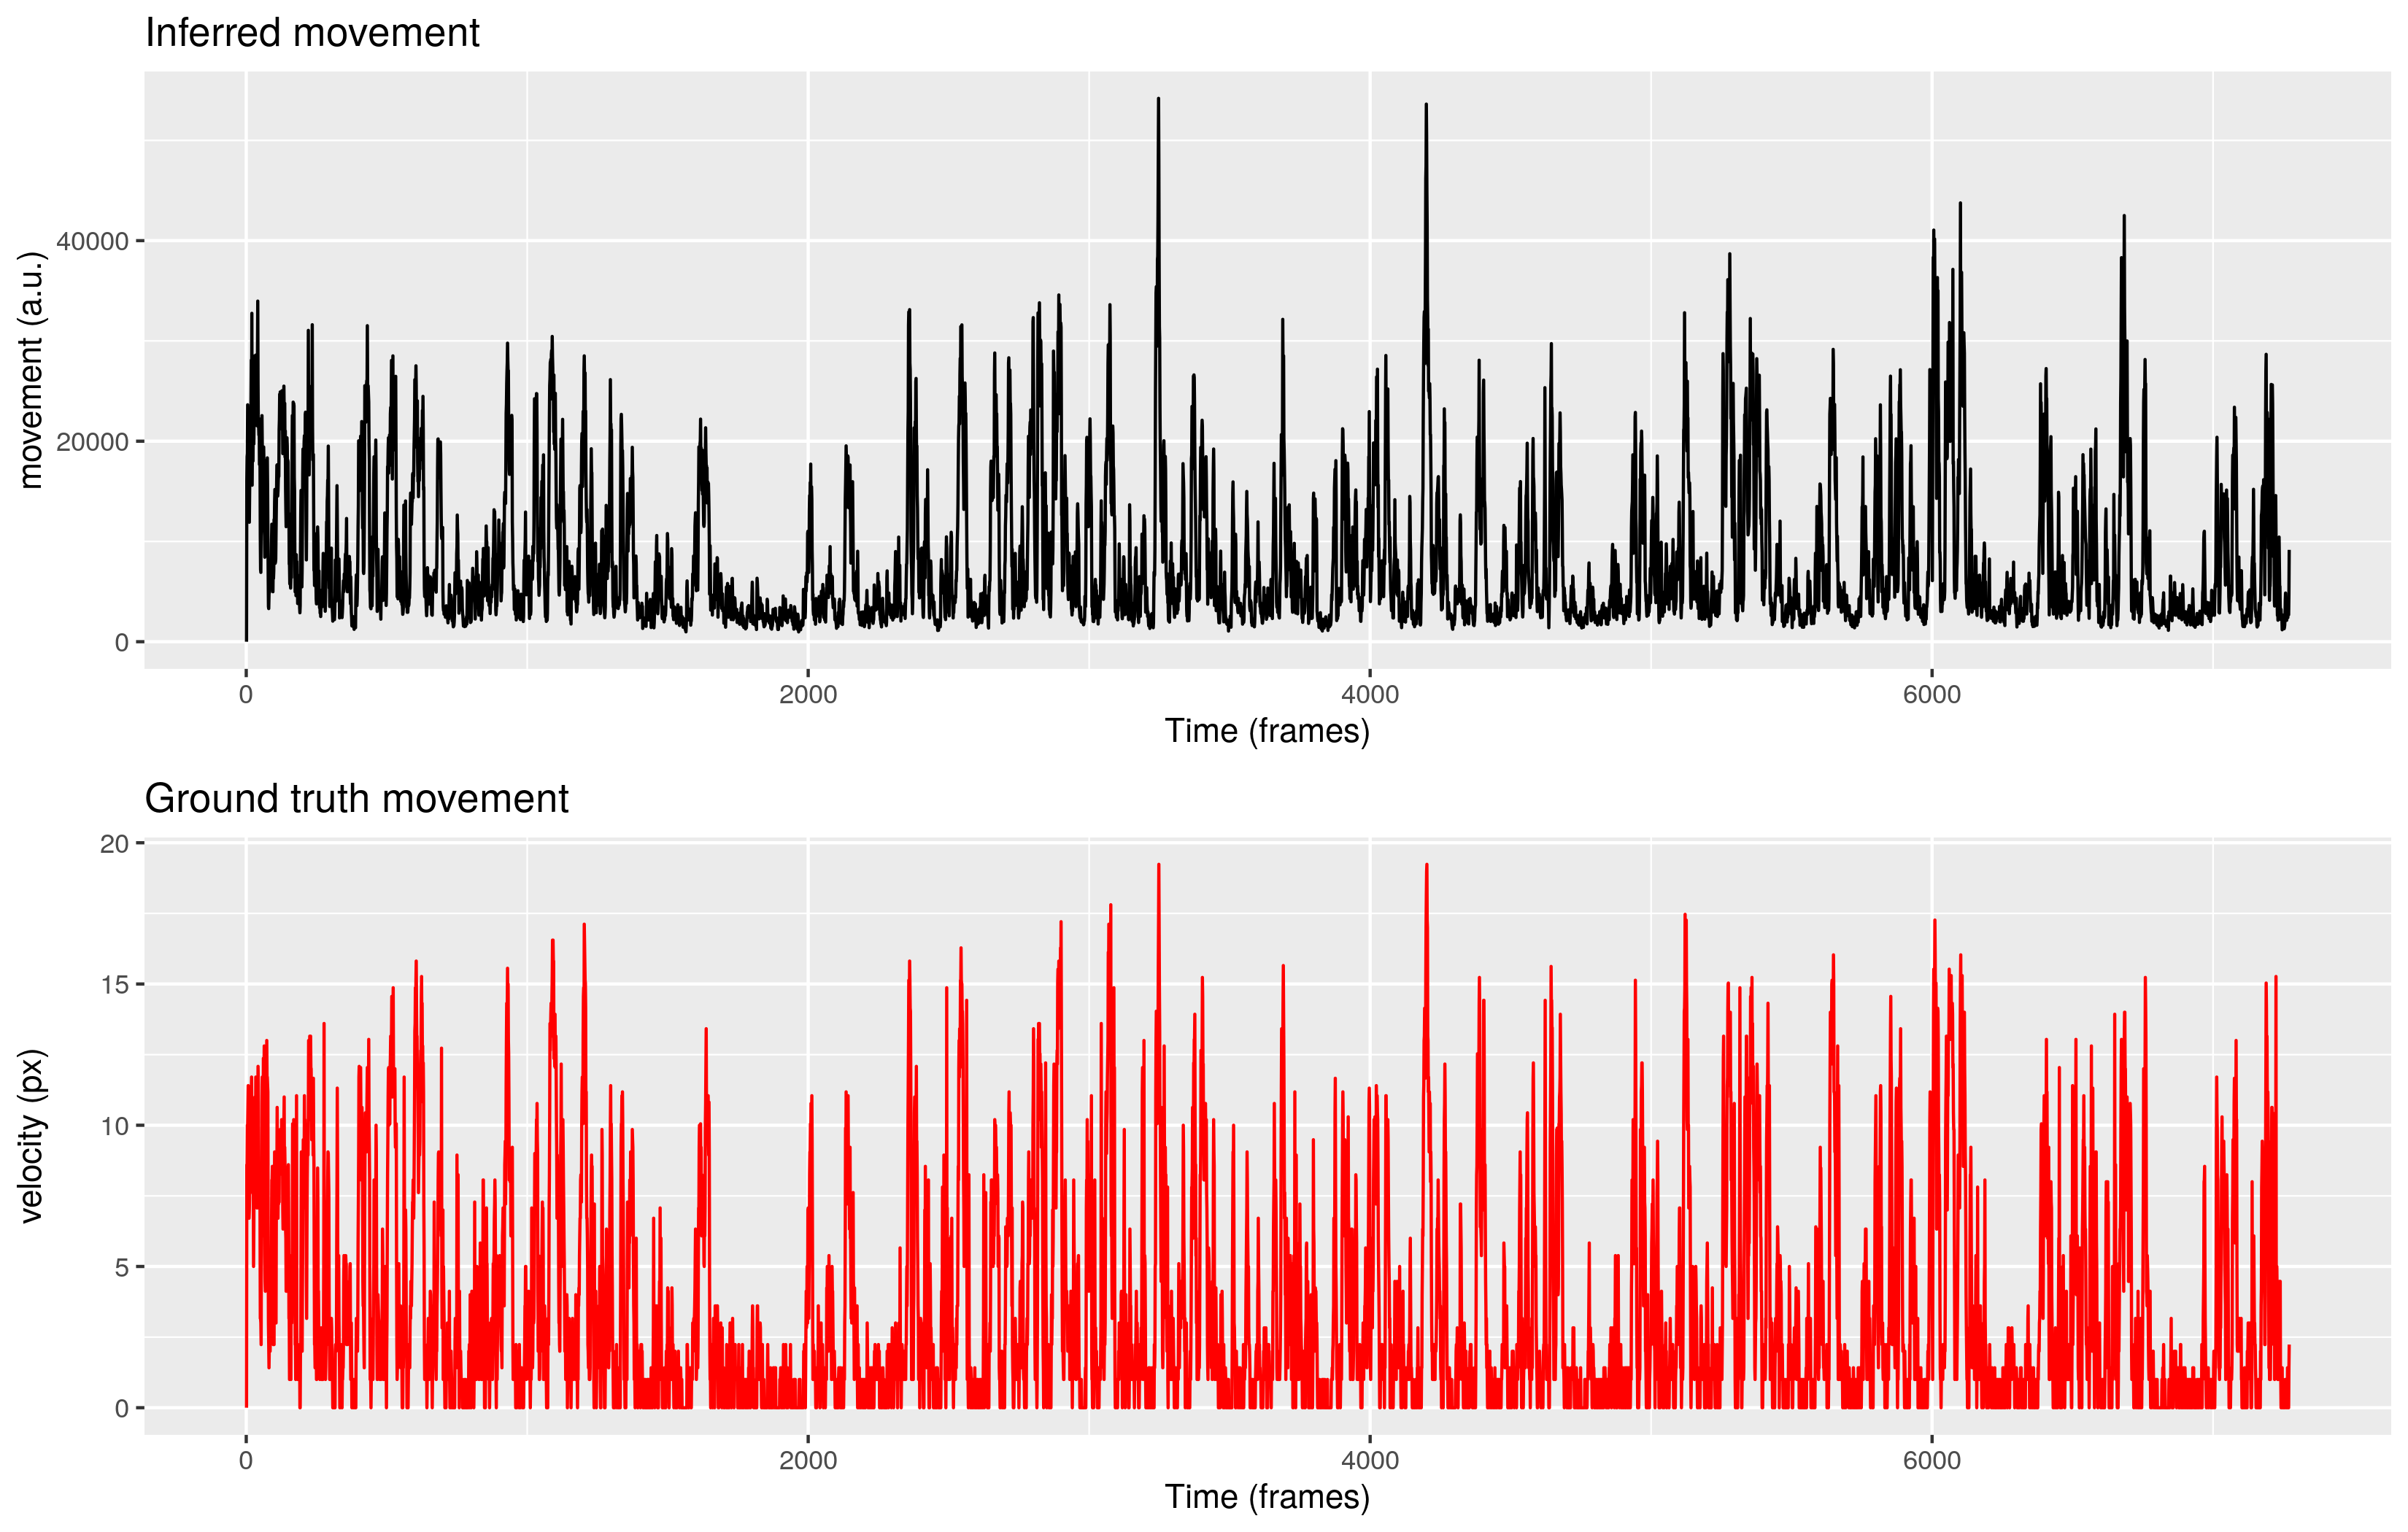 Inferred movement
movement (a.u.)
40000
20000
0
0 2000 4000 6000
Time (frames)
Ground truth movement
velocity (px)
20
15
10
5
0
0 2000 4000 6000
Time (frames)